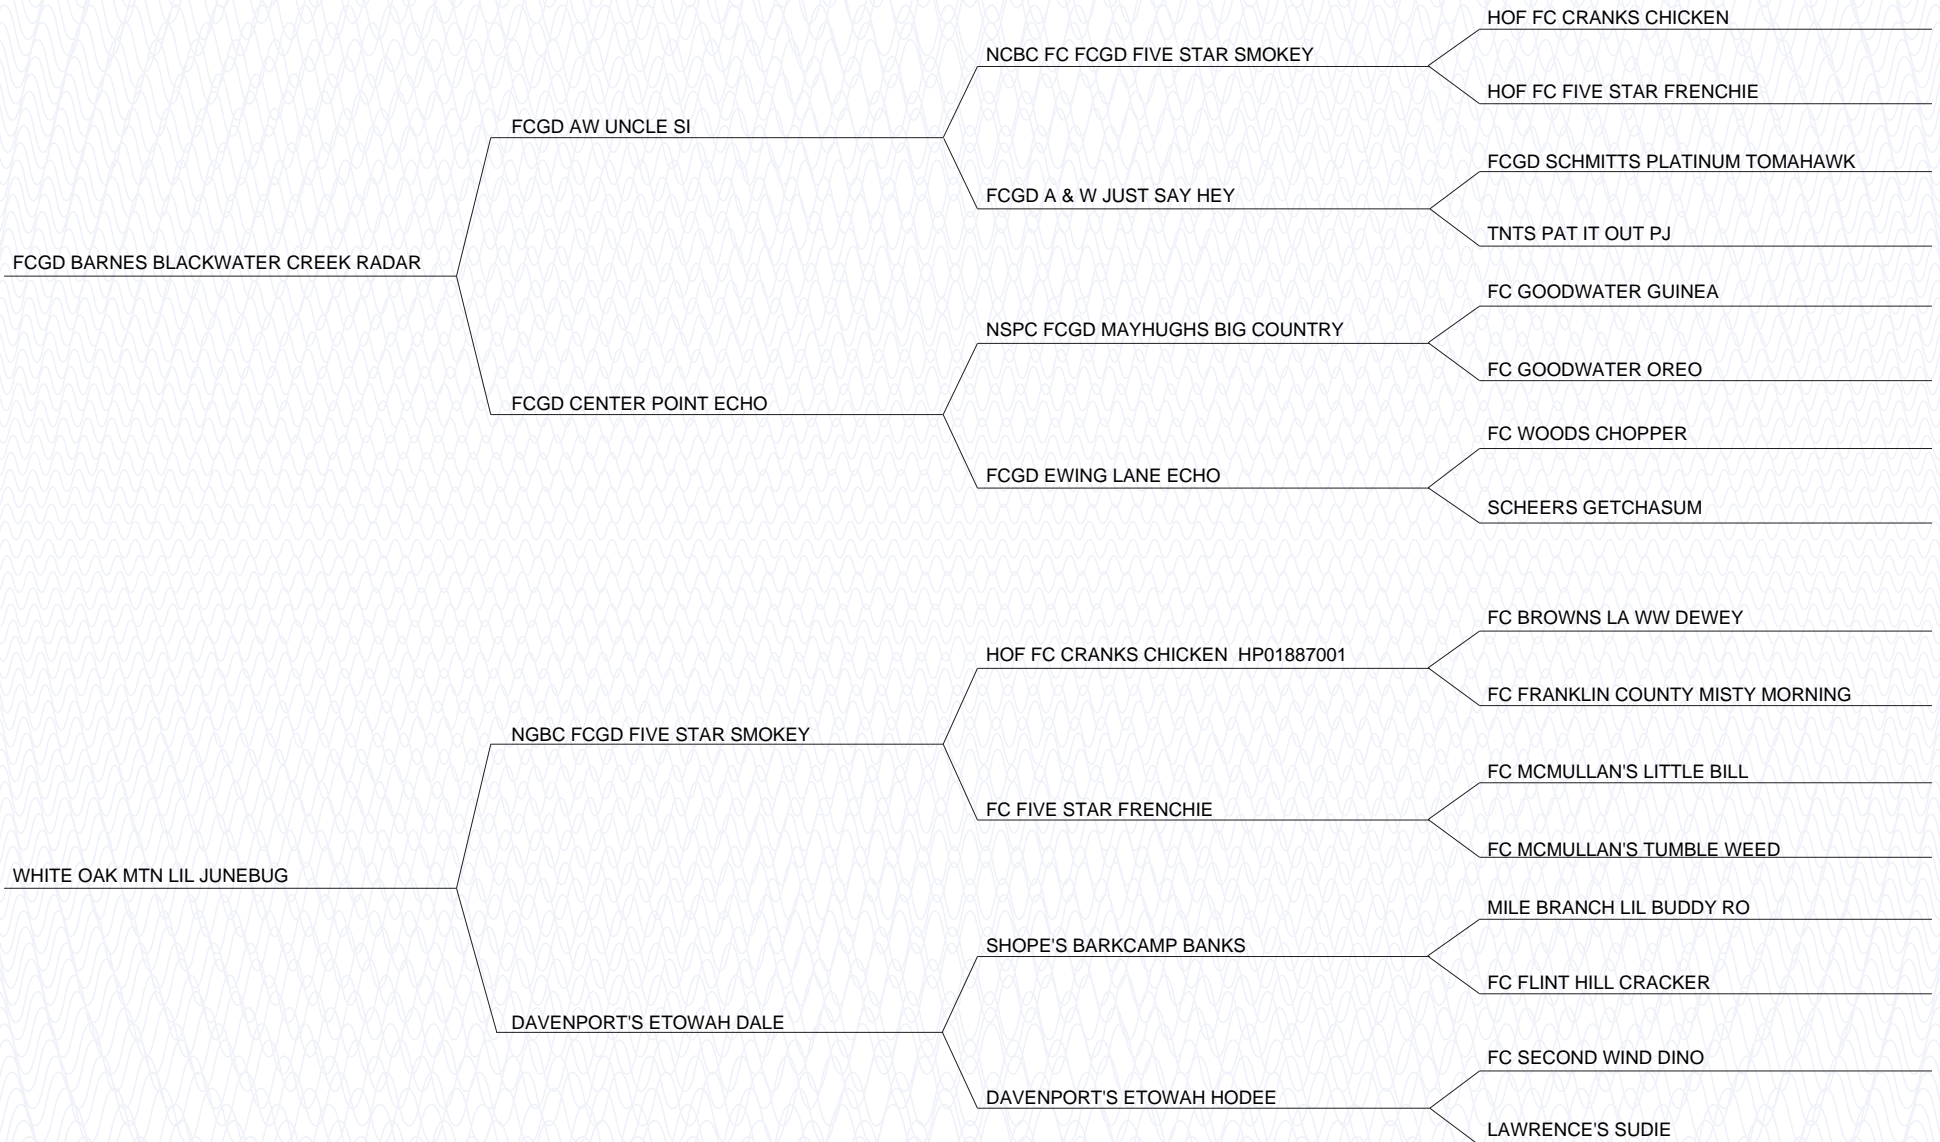 HOF FC CRANKS CHICKEN
NCBC FC FCGD FIVE STAR SMOKEY
HOF FC FIVE STAR FRENCHIE
FCGD AW UNCLE SI
FCGD SCHMITTS PLATINUM TOMAHAWK
FCGD A & W JUST SAY HEY
TNTS PAT IT OUT PJ
FCGD BARNES BLACKWATER CREEK RADAR
FC GOODWATER GUINEA
NSPC FCGD MAYHUGHS BIG COUNTRY
FC GOODWATER OREO
FCGD CENTER POINT ECHO
FC WOODS CHOPPER
FCGD EWING LANE ECHO
SCHEERS GETCHASUM
FC BROWNS LA WW DEWEY
HOF FC CRANKS CHICKEN  HP01887001
FC FRANKLIN COUNTY MISTY MORNING
NGBC FCGD FIVE STAR SMOKEY
FC MCMULLAN'S LITTLE BILL
FC FIVE STAR FRENCHIE
FC MCMULLAN'S TUMBLE WEED
WHITE OAK MTN LIL JUNEBUG
MILE BRANCH LIL BUDDY RO
SHOPE'S BARKCAMP BANKS
FC FLINT HILL CRACKER
DAVENPORT'S ETOWAH DALE
FC SECOND WIND DINO
DAVENPORT'S ETOWAH HODEE
LAWRENCE'S SUDIE